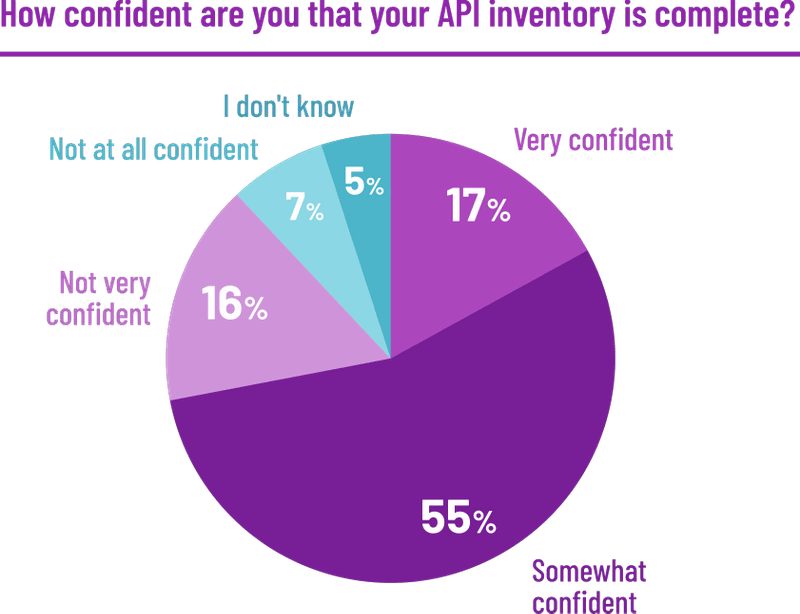 How confident are you that your API inventory is complete?
I don't know
Not at all confident
Very confident
5%
7%
17%
Not very
confident
16%
55%
Somewhat
confident